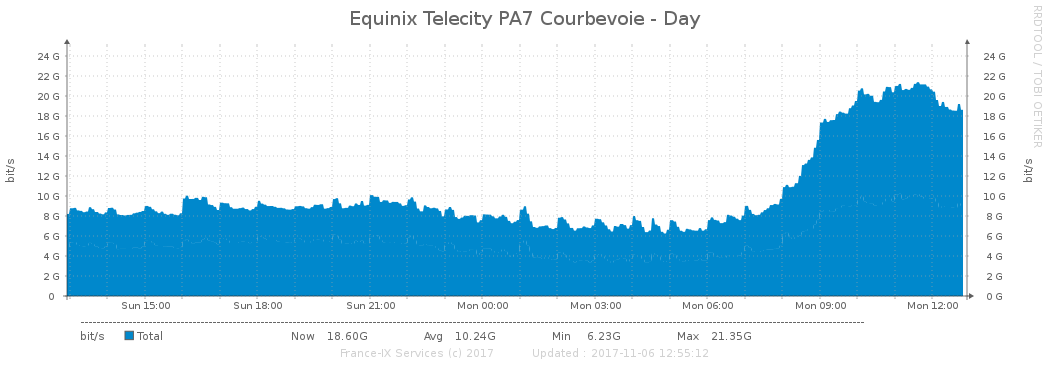 Equinix Telecity PA7 Courbevoie - Day
RRDTOOL / TOBI OETIKER
bit/s
24 G 24 G
22 G 22 G
20 G 20 G
18 G 18 G
16 G 16 G
14 G 14 G
12 G 12 G
10 G 10 G
8 G 8 G
6 G 6 G
4 G 4 G
2 G 2 G
0 0 G
bit/s
Sun 15:00 Sun 18:00 Sun 21:00 Mon 00:00 Mon 03:00 Mon 06:00 Mon 09:00 Mon 12:00
bit/s Total Now 18.60G Avg 10.24G Min 6.23G Max 21.35G
France-IX Services (c) 2017 Updated : 2017-11-06 12:55:12